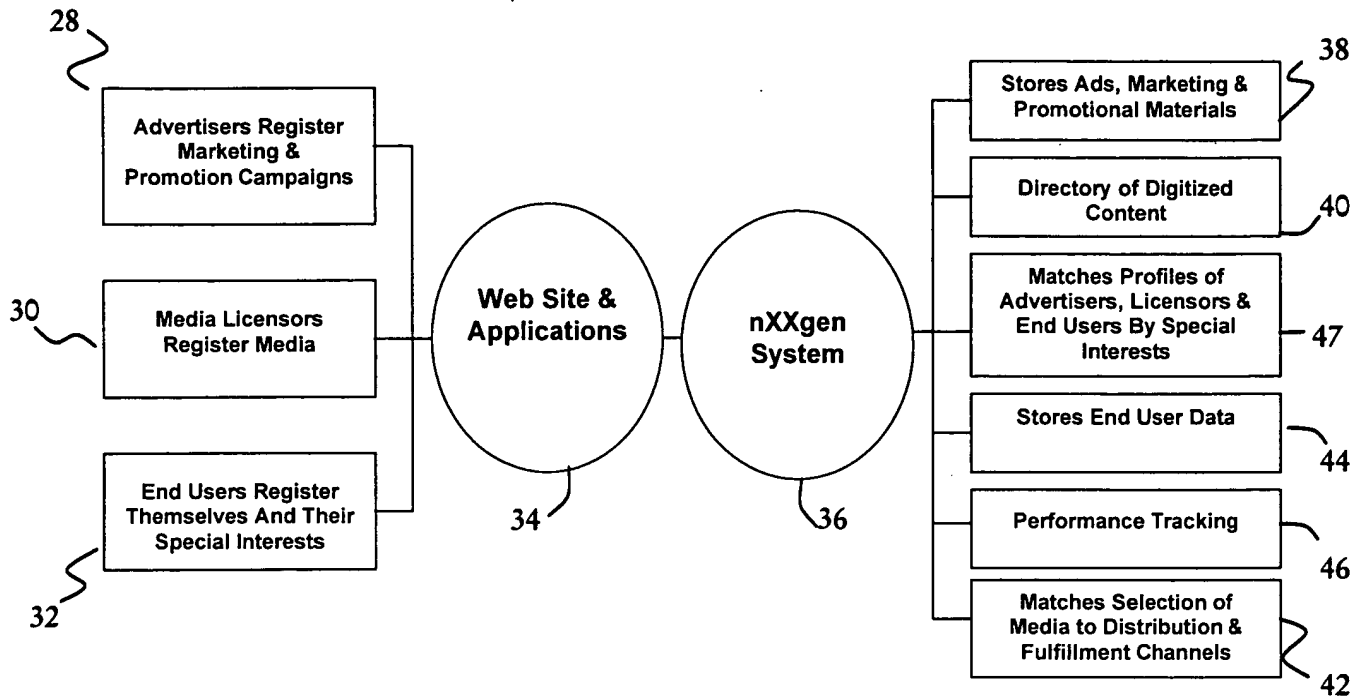 28
Advertisers Register
Marketing &
Promotion Campaigns
30
Media Licensors
Register Media
End Users Register
Themselves And Their
Special Interests
32
Web Site &
Applications
34
nXXgen
System
36
38
Stores Ads, Marketing &
Promotional Materials
Directory of Digitized
Content
40
Matches Profiles of
Advertisers, Licensors &
End Users By Special
Interests
47
Stores End User Data
44
Performance Tracking
46
Matches Selection of
Media to Distribution &
Fulfillment Channels
42